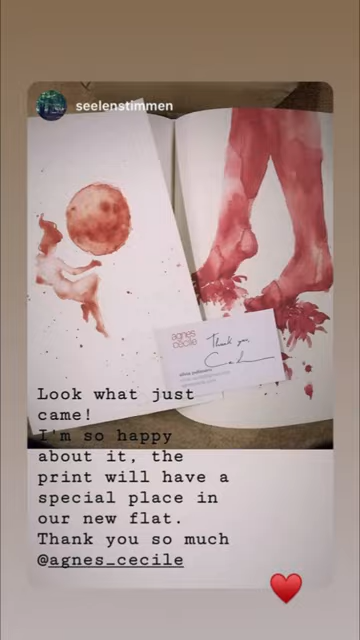 seelenstimmen
agnes
cecile
Thank you
Look what just
came!
I'm so happy
about it, the
print will have a
special place in
our new flat.
Thank you so much
@agnes_cecile